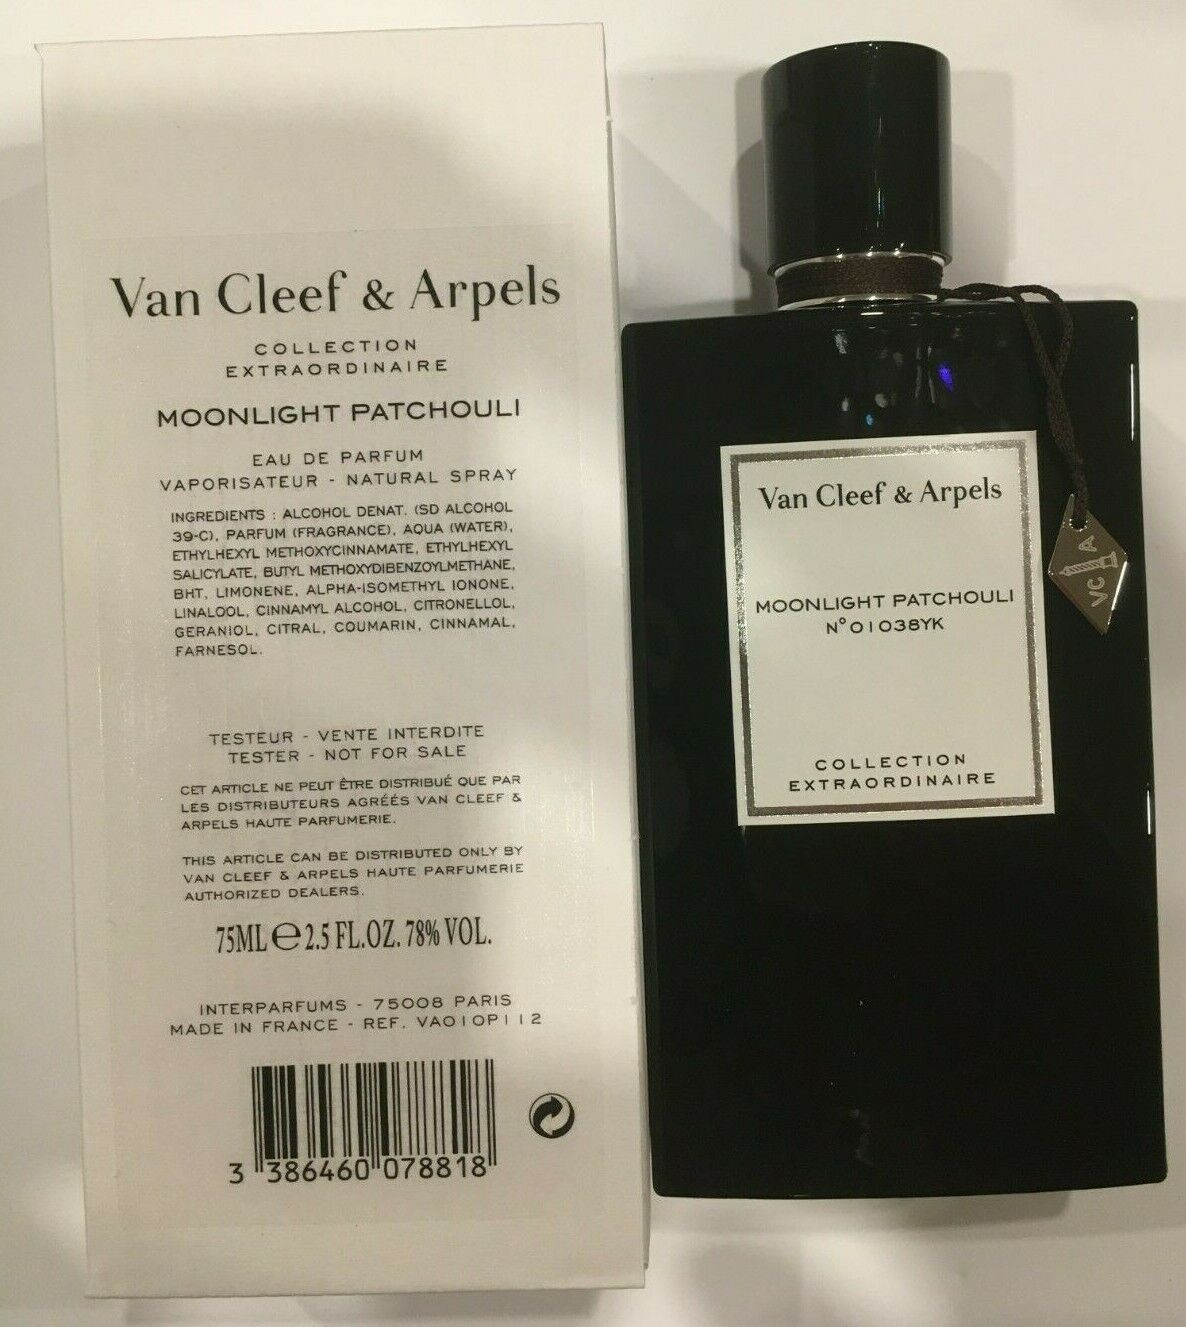 Van Cleef & Arpels
COLLECTION
EXTRAORDINAIRE
MOONLIGHT PATCHOULI
EAU DE PARFUM
VAPORISATEUR - NATURAL SPRAY
INGREDIENTS : ALCOHOL DENAT. (SD ALCOHOL
39-C), PARFUM (FRAGRANCE), AQUA (WATER),
ETHYLHEXYL METHOXYCINNAMATE, ETHYLHEXYL
SALICYLATE, BUTYL METHOXYDIBENZOYLMETHANE,
BHT, LIMONENE, ALPHA-ISOMETHYL IONONE,
LINALOOL, CINNAMYL ALCOHOL, CITRONELLOL,
GERANIOL, CITRAL, COUMARIN, CINNAMAL,
FARNESOL.
TESTEUR - VENTE INTERDITE
TESTER - NOT FOR SALE
CET ARTICLE NE PEUT ÊTRE DISTRIBUÉ QUE PAR
LES DISTRIBUTEURS AGRÉÉS VAN CLEEF &
ARPELS HAUTE PARFUMERIE.
THIS ARTICLE CAN BE DISTRIBUTED ONLY BY
VAN CLEEF & ARPELS HAUTE PARFUMERIE
AUTHORIZED DEALERS.
75ML ℮ 2.5 FL.OZ. 78% VOL.
INTERPARFUMS - 75008 PARIS
MADE IN FRANCE - REF. VA010P112
3 386460 078818
Van Cleef & Arpels
MOONLIGHT PATCHOULI
N°01038YK
COLLECTION
EXTRAORDINAIRE
VC A